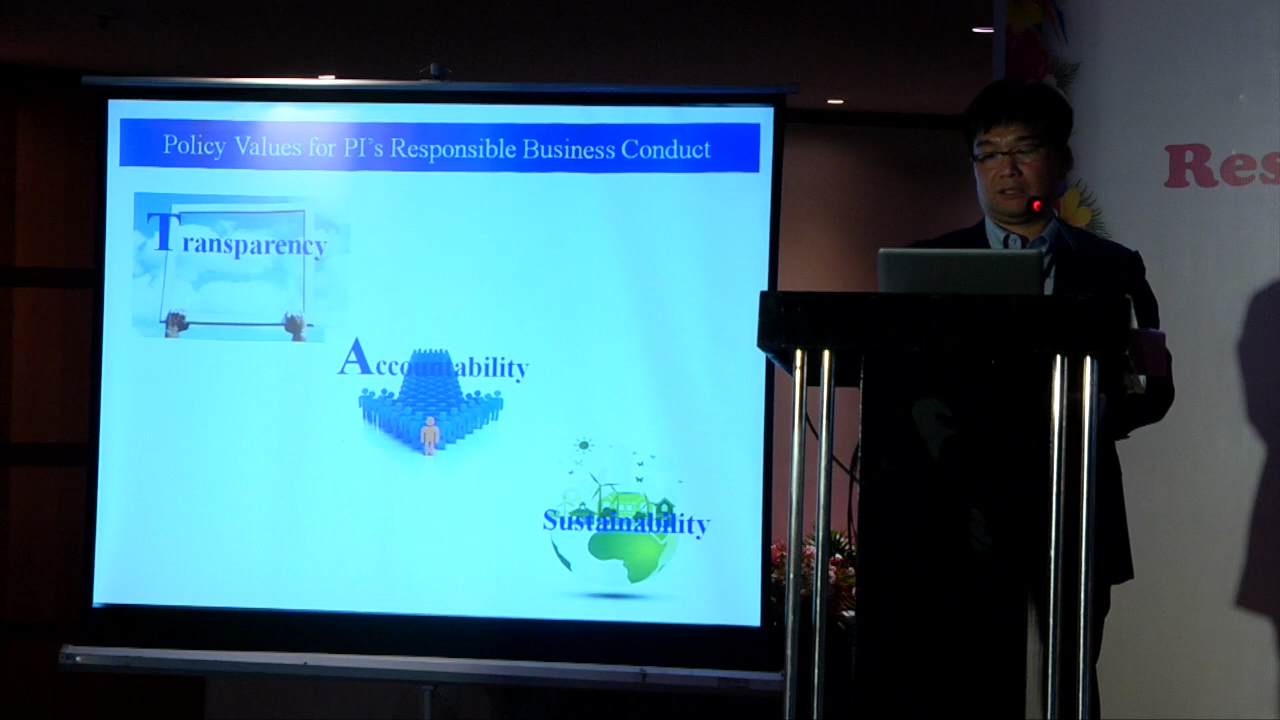 Policy Values for PI's Responsible Business Conduct
Res
Transparency
Accountability
Sustainability